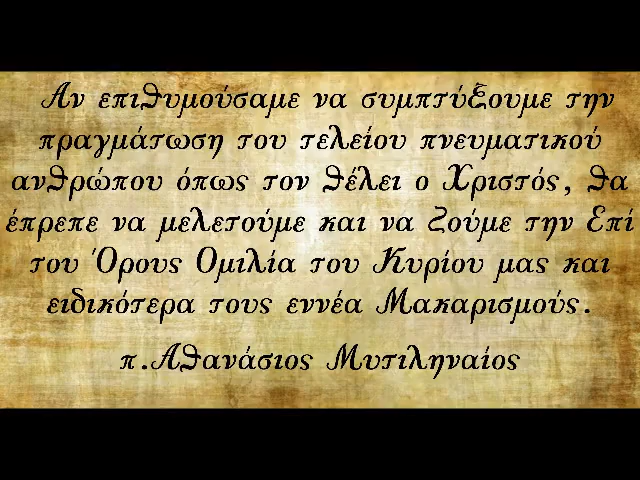 Αν επιθυμούσαμε να συμπτύξουμε την
πραγμάτωση του τελείου πνευματικού
ανθρώπου όπως τον θέλει ο Χριστός, θα
έπρεπε να μελετούμε και να ζούμε την Επί
του Όρους Ομιλία του Κυρίου μας και
ειδικότερα τους εννέα Μακαρισμούς.
π.Αθανάσιος Μυτιληναίος